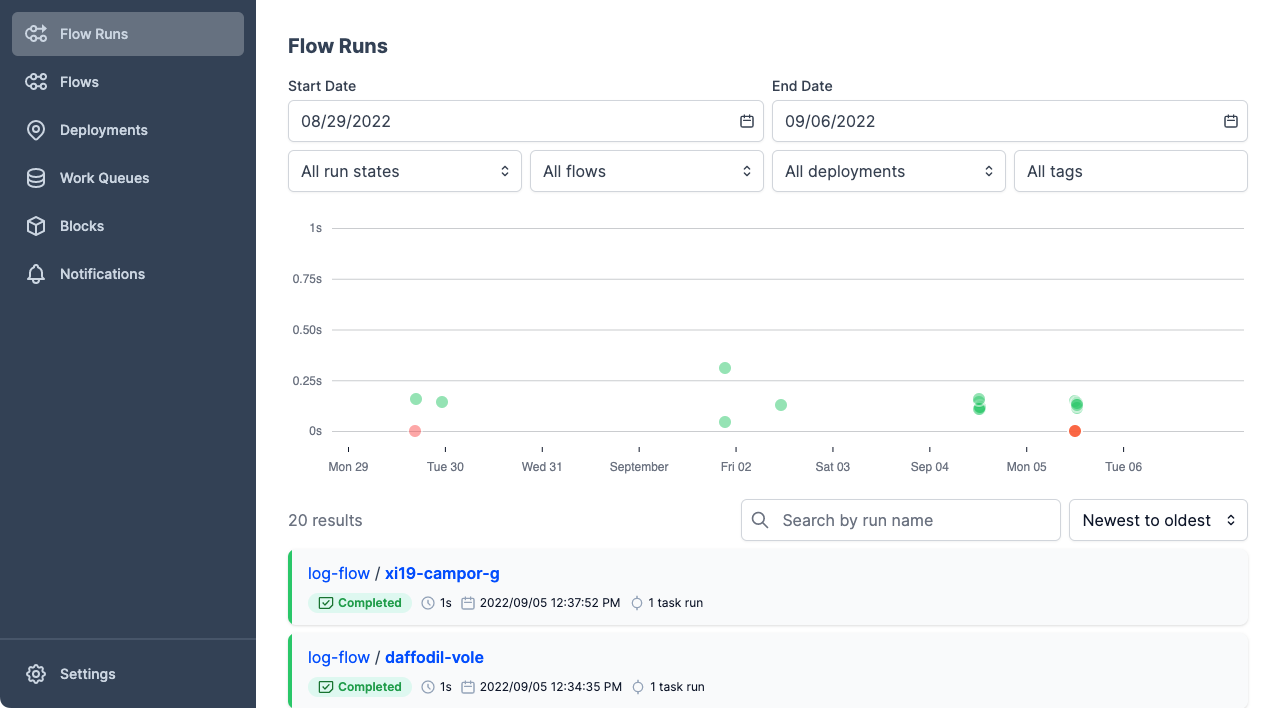 Flow Runs
Flows
Deployments
Work Queues
Blocks
Notifications
Settings
Flow Runs
Start Date
End Date
08/29/2022
09/06/2022
All run states
All flows
All deployments
All tags
1s
0.75s
0.50s
0.25s
0s
Mon 29
Tue 30
Wed 31
September
Fri 02
Sat 03
Sep 04
Mon 05
Tue 06
20 results
Search by run name
Newest to oldest
log-flow / xi19-campor-g
Completed 1s 2022/09/05 12:37:52 PM 1 task run
log-flow / daffodil-vole
Completed 1s 2022/09/05 12:34:35 PM 1 task run